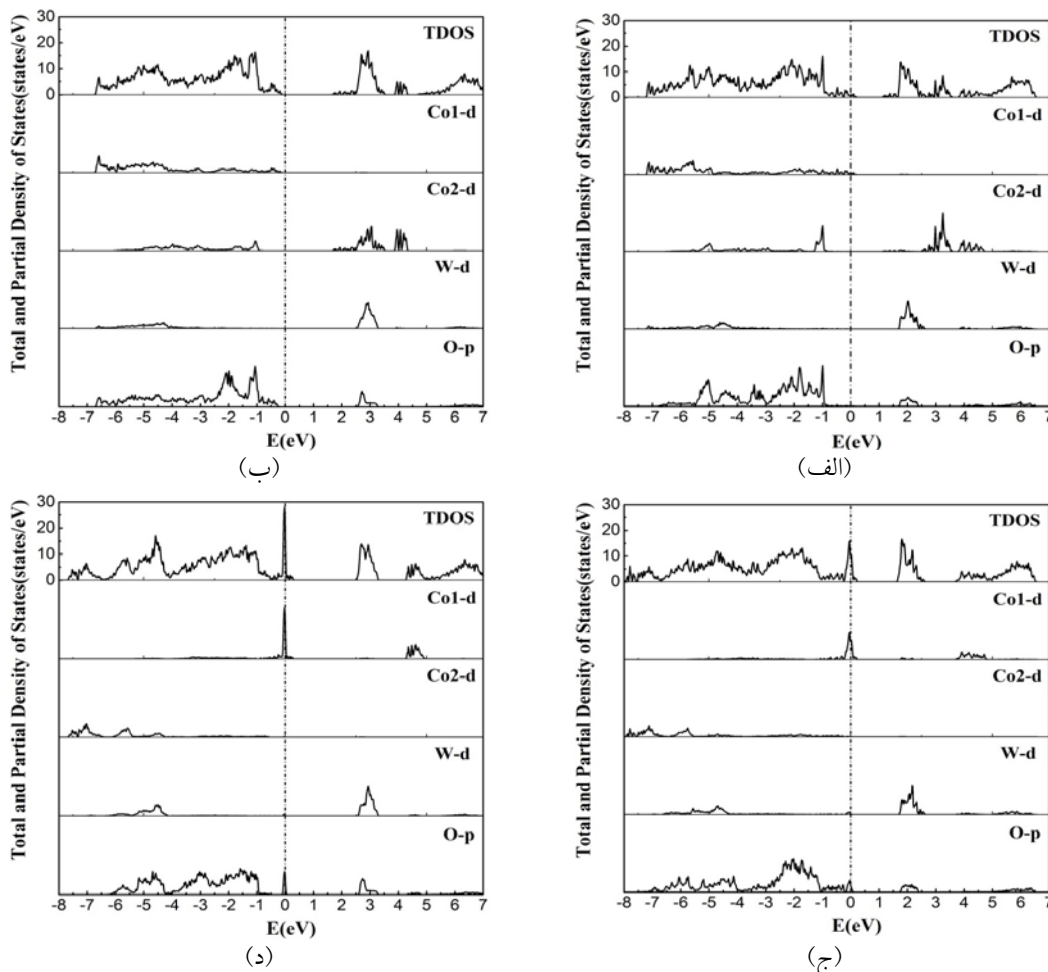 Total and Partial Density of States(states/eV)
30
20
10
0
TDOS
Co1-d
Co2-d
W-d
O-p
-8 -7 -6 -5 -4 -3 -2 -1 0 1 2 3 4 5 6 7
E(eV)
(ب)
Total and Partial Density of States(states/eV)
30
20
10
0
TDOS
Co1-d
Co2-d
W-d
O-p
-8 -7 -6 -5 -4 -3 -2 -1 0 1 2 3 4 5 6 7
E(eV)
(الف)
Total and Partial Density of States(states/eV)
30
20
10
0
TDOS
Co1-d
Co2-d
W-d
O-p
-8 -7 -6 -5 -4 -3 -2 -1 0 1 2 3 4 5 6 7
E(eV)
(د)
Total and Partial Density of States(states/eV)
30
20
10
0
TDOS
Co1-d
Co2-d
W-d
O-p
-8 -7 -6 -5 -4 -3 -2 -1 0 1 2 3 4 5 6 7
E(eV)
(ج)